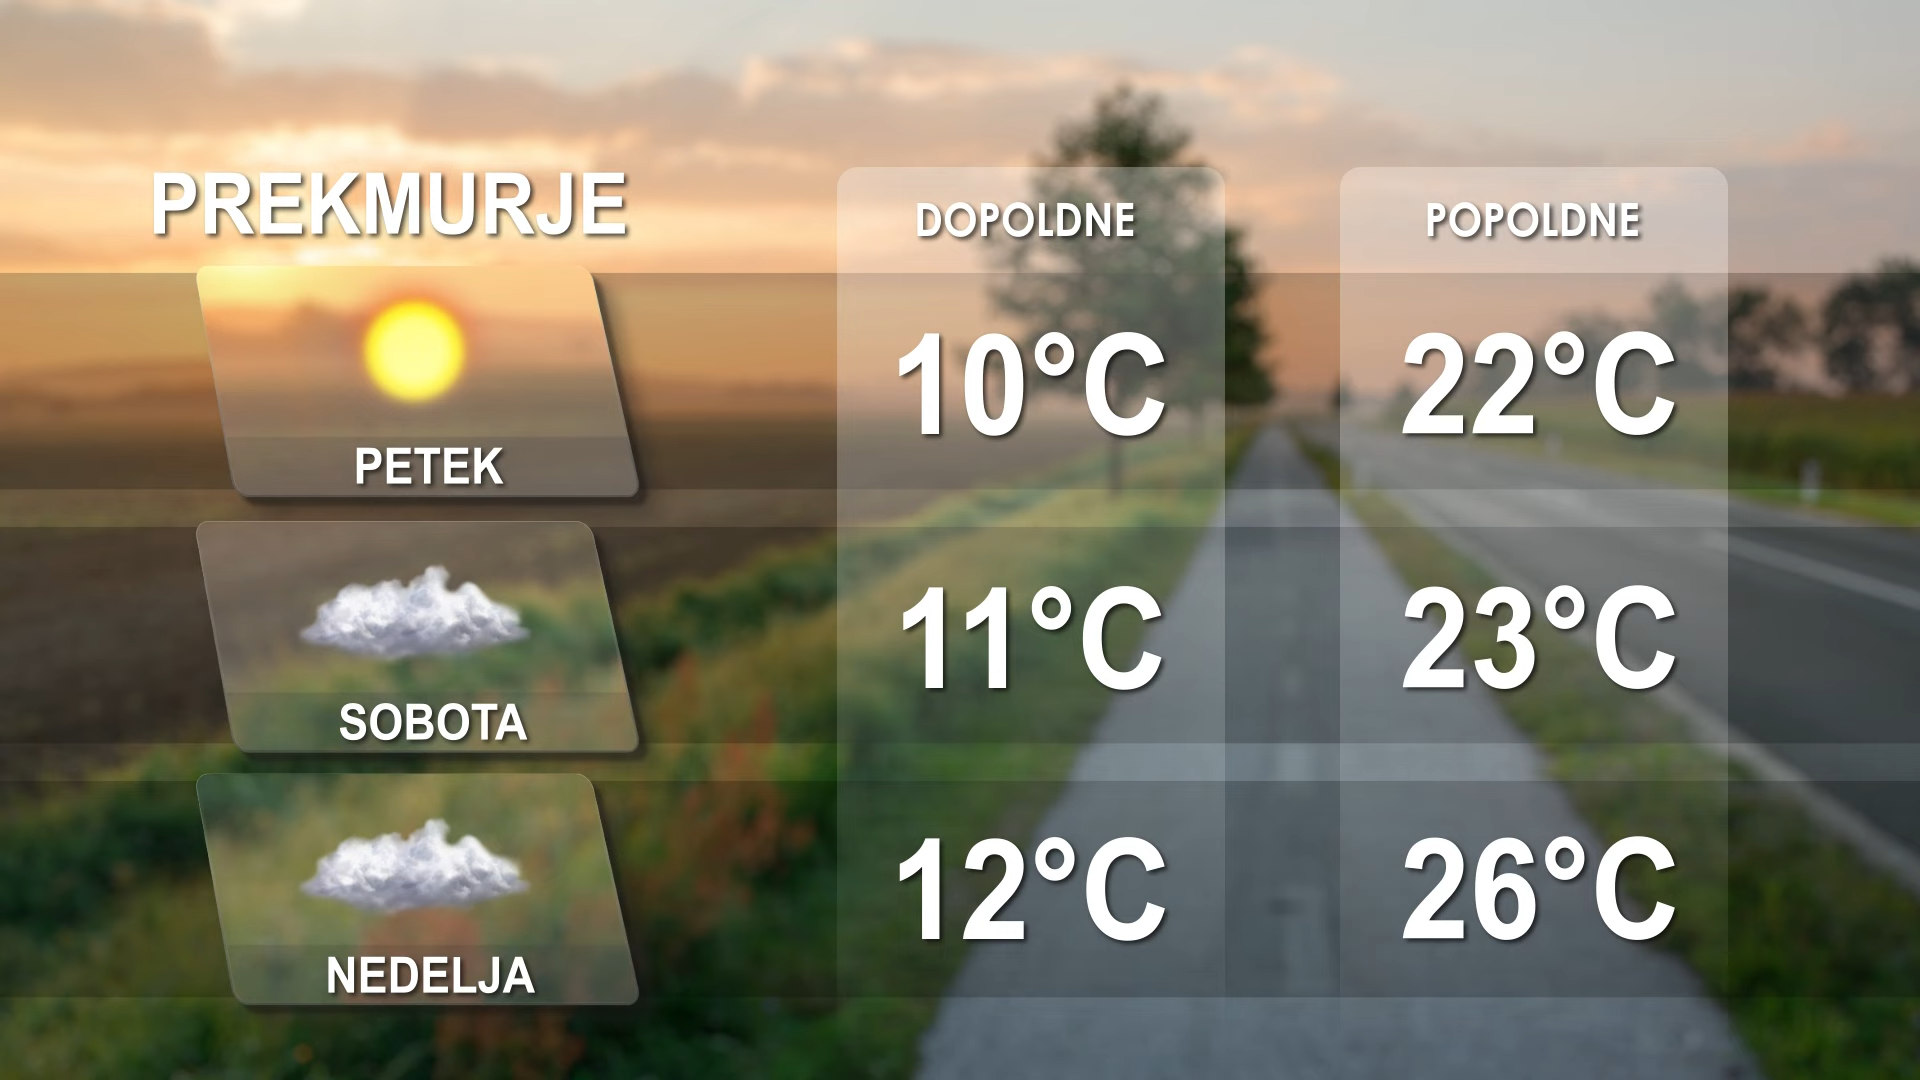 PREKMURJE
DOPOLDNE POPOLDNE
PETEK 10°C 22°C
SOBOTA 11°C 23°C
NEDELJA 12°C 26°C